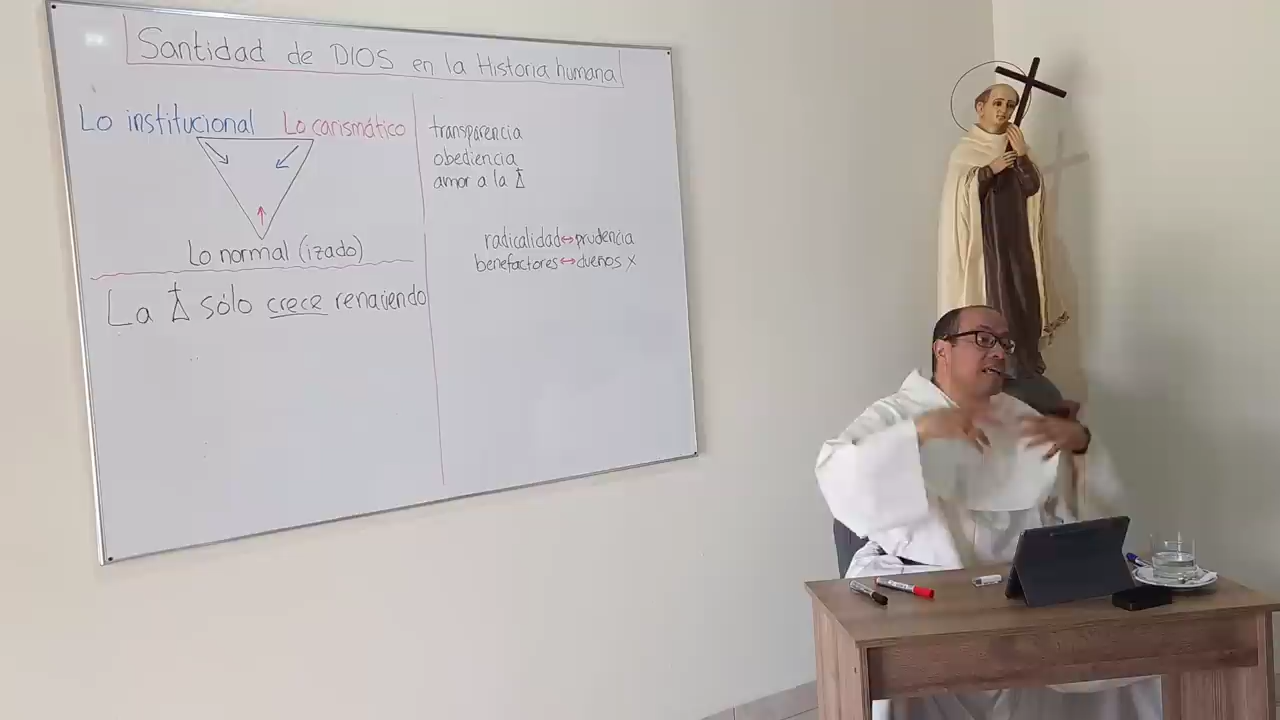 Santidad de DIOS en la Historia humana
Lo institucional Lo carismático
Lo normal (izado)
La sólo crece renaciendo
transparencia
obediencia
amor a la
radicalidad↔prudencia
benefactores↔dueños x